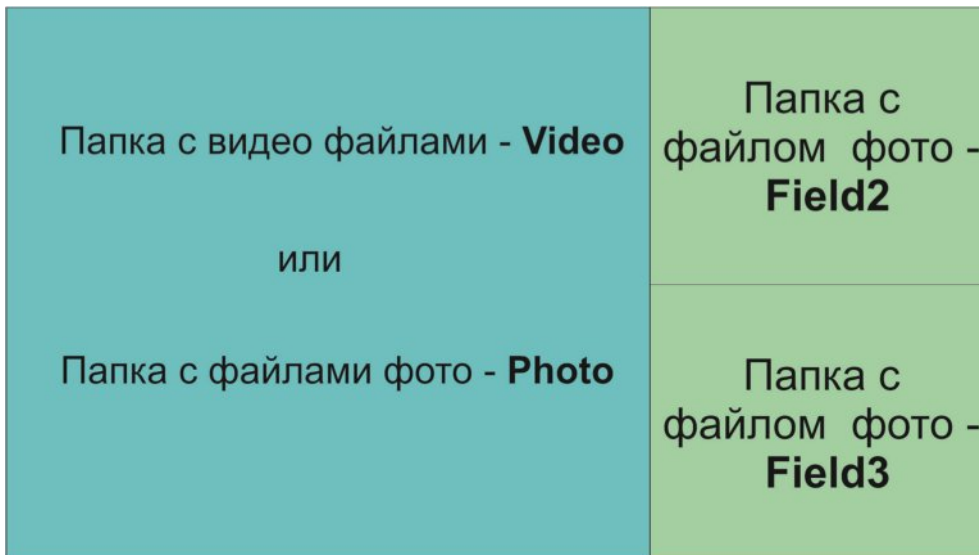 Папка с видео файлами - Video
или
Папка с файлами фото - Photo
Папка с
файлом фото -
Field2
Папка с
файлом фото -
Field3